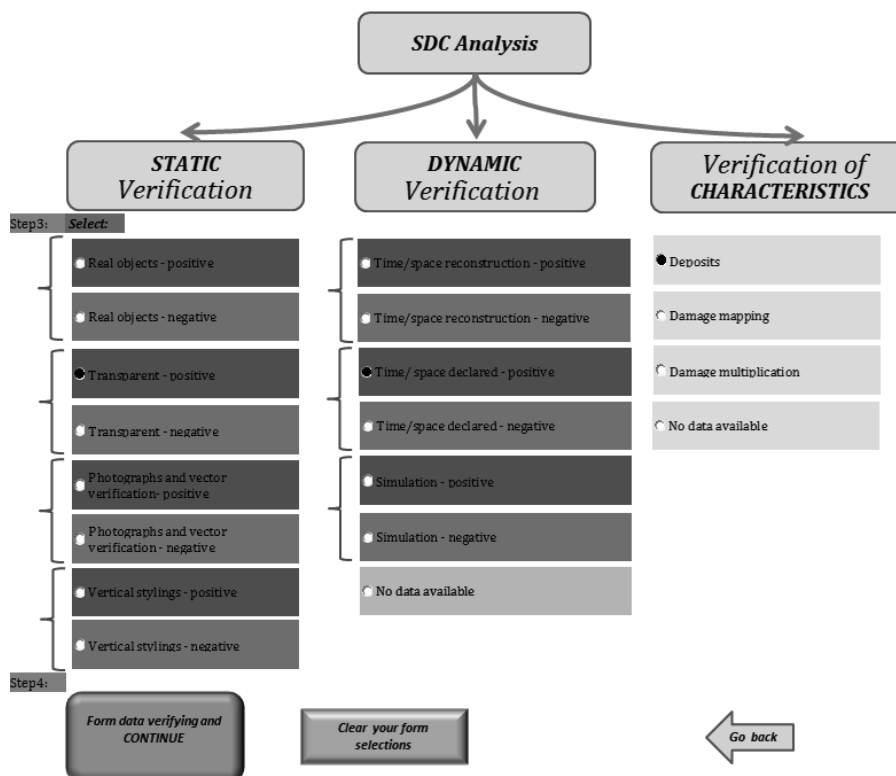 SDC Analysis
STATIC
Verification
DYNAMIC
Verification
Verification of
CHARACTERISTICS
Step3: Select:
Real objects - positive
Real objects - negative
Transparent - positive
Transparent - negative
Photographs and vector
verification- positive
Photographs and vector
verification - negative
Vertical stylings - positive
Vertical stylings - negative
Time/space reconstruction - positive
Time/space reconstruction - negative
Time/ space declared - positive
Time/space declared - negative
Simulation - positive
Simulation - negative
No data available
Deposits
Damage mapping
Damage multiplication
No data available
Step4:
Form data verifying and
CONTINUE
Clear your form
selections
Go back